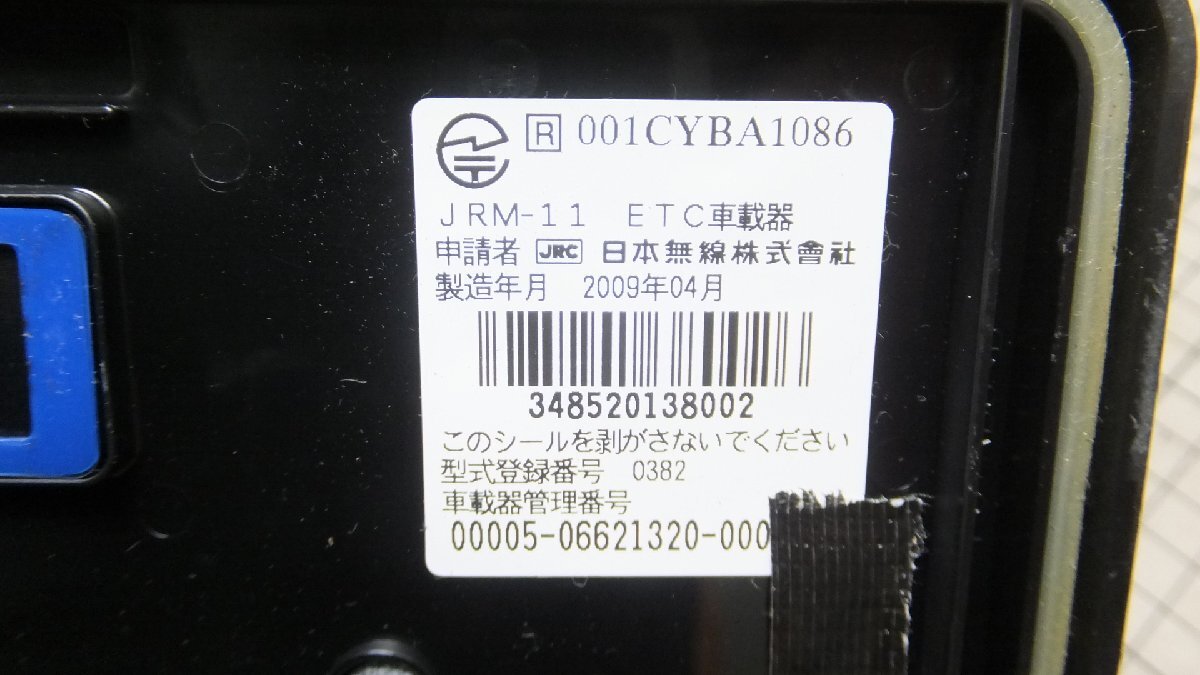 R 001CYBA1086
JRM-11 ETC車載器
申請者 JRC 日本無線株式會社
製造年月 2009年04月
348520138002
このシールを剥がさないでください
型式登録番号 0382
車載器管理番号
00005-06621320-000